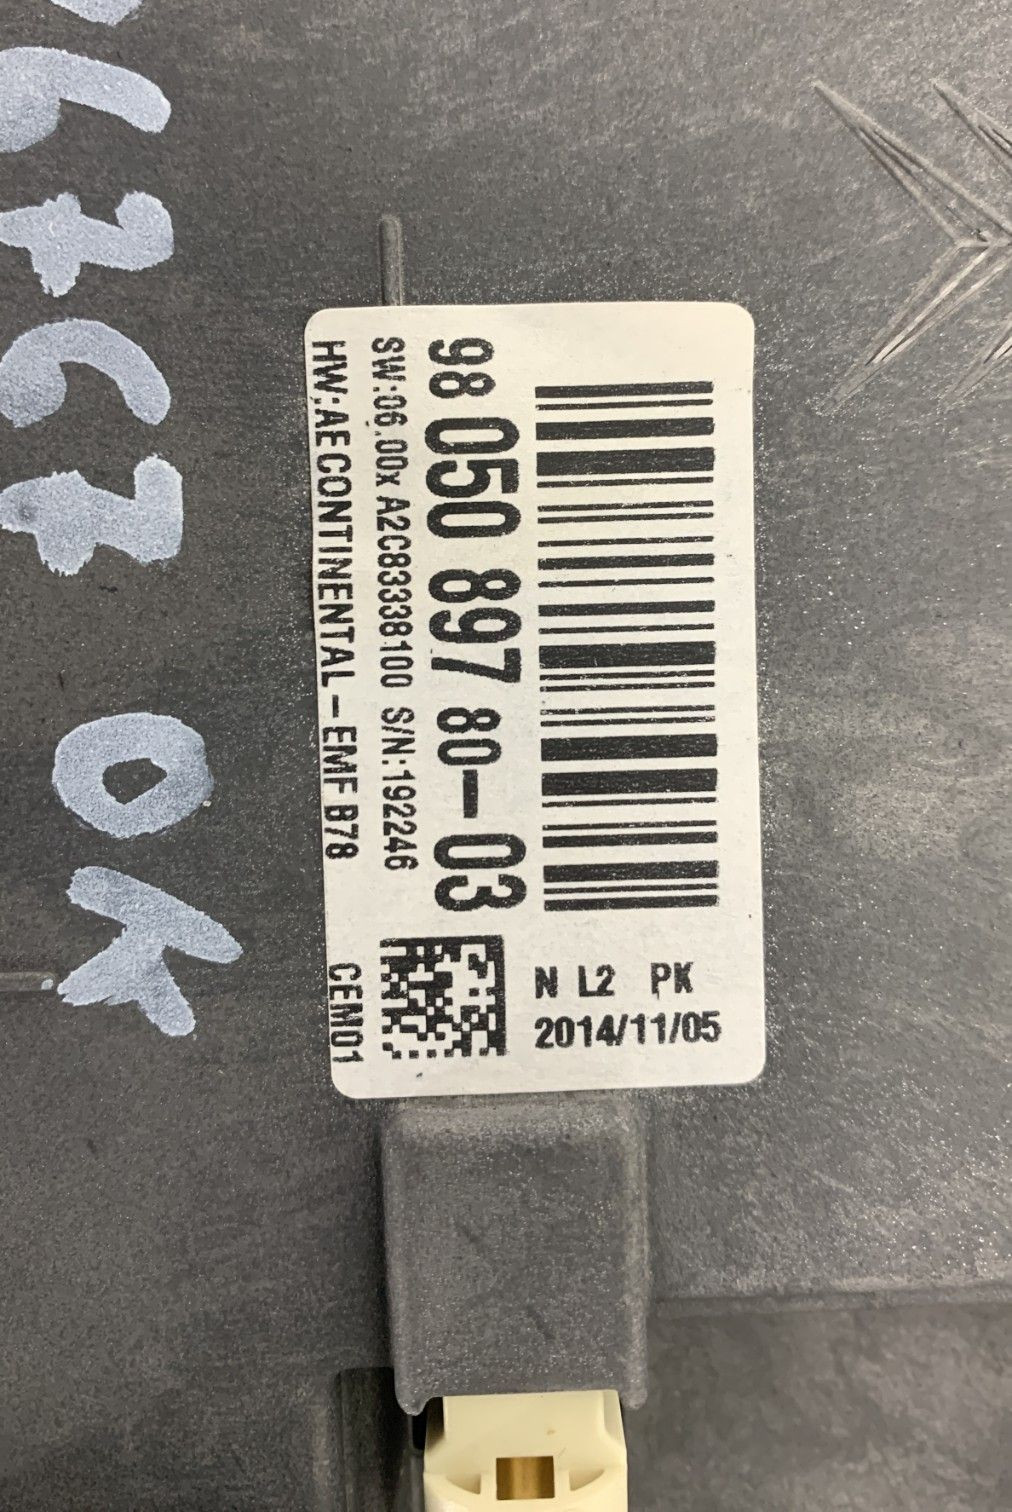 N L2 PK
2014/11/05
98 050 897 80-03
SW:06.00x A2C83338100 S/N:192246
HW:AE CONTINENTAL-EMF B78 CEM01
OK